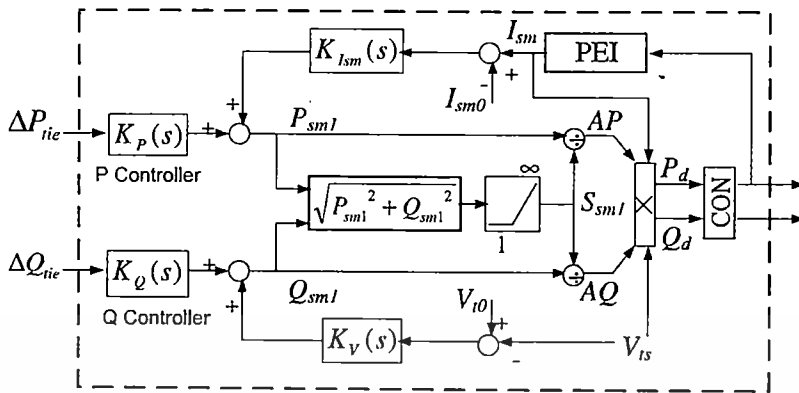 K_Ism(s)
I_sm
PEI
+
-
+
I_sm0
ΔP_tie
K_P(s)
+
P_sm1
÷
AP
P Controller
∞
P_d
√(P_sm1² + Q_sm1²)
1
S_sm1
×
CON
Q_d
ΔQ_tie
K_Q(s)
+
Q_sm1
÷
AQ
Q Controller
+
V_t0
+
K_V(s)
-
V_ts